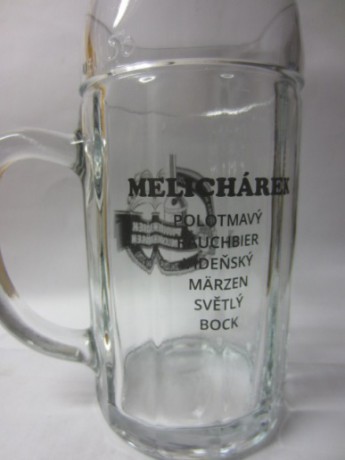 MELICHÁREK
POLOTMAVÝ
RAUCHBIER
VÍDEŇSKÝ
MÄRZEN
SVĚTLÝ
BOCK